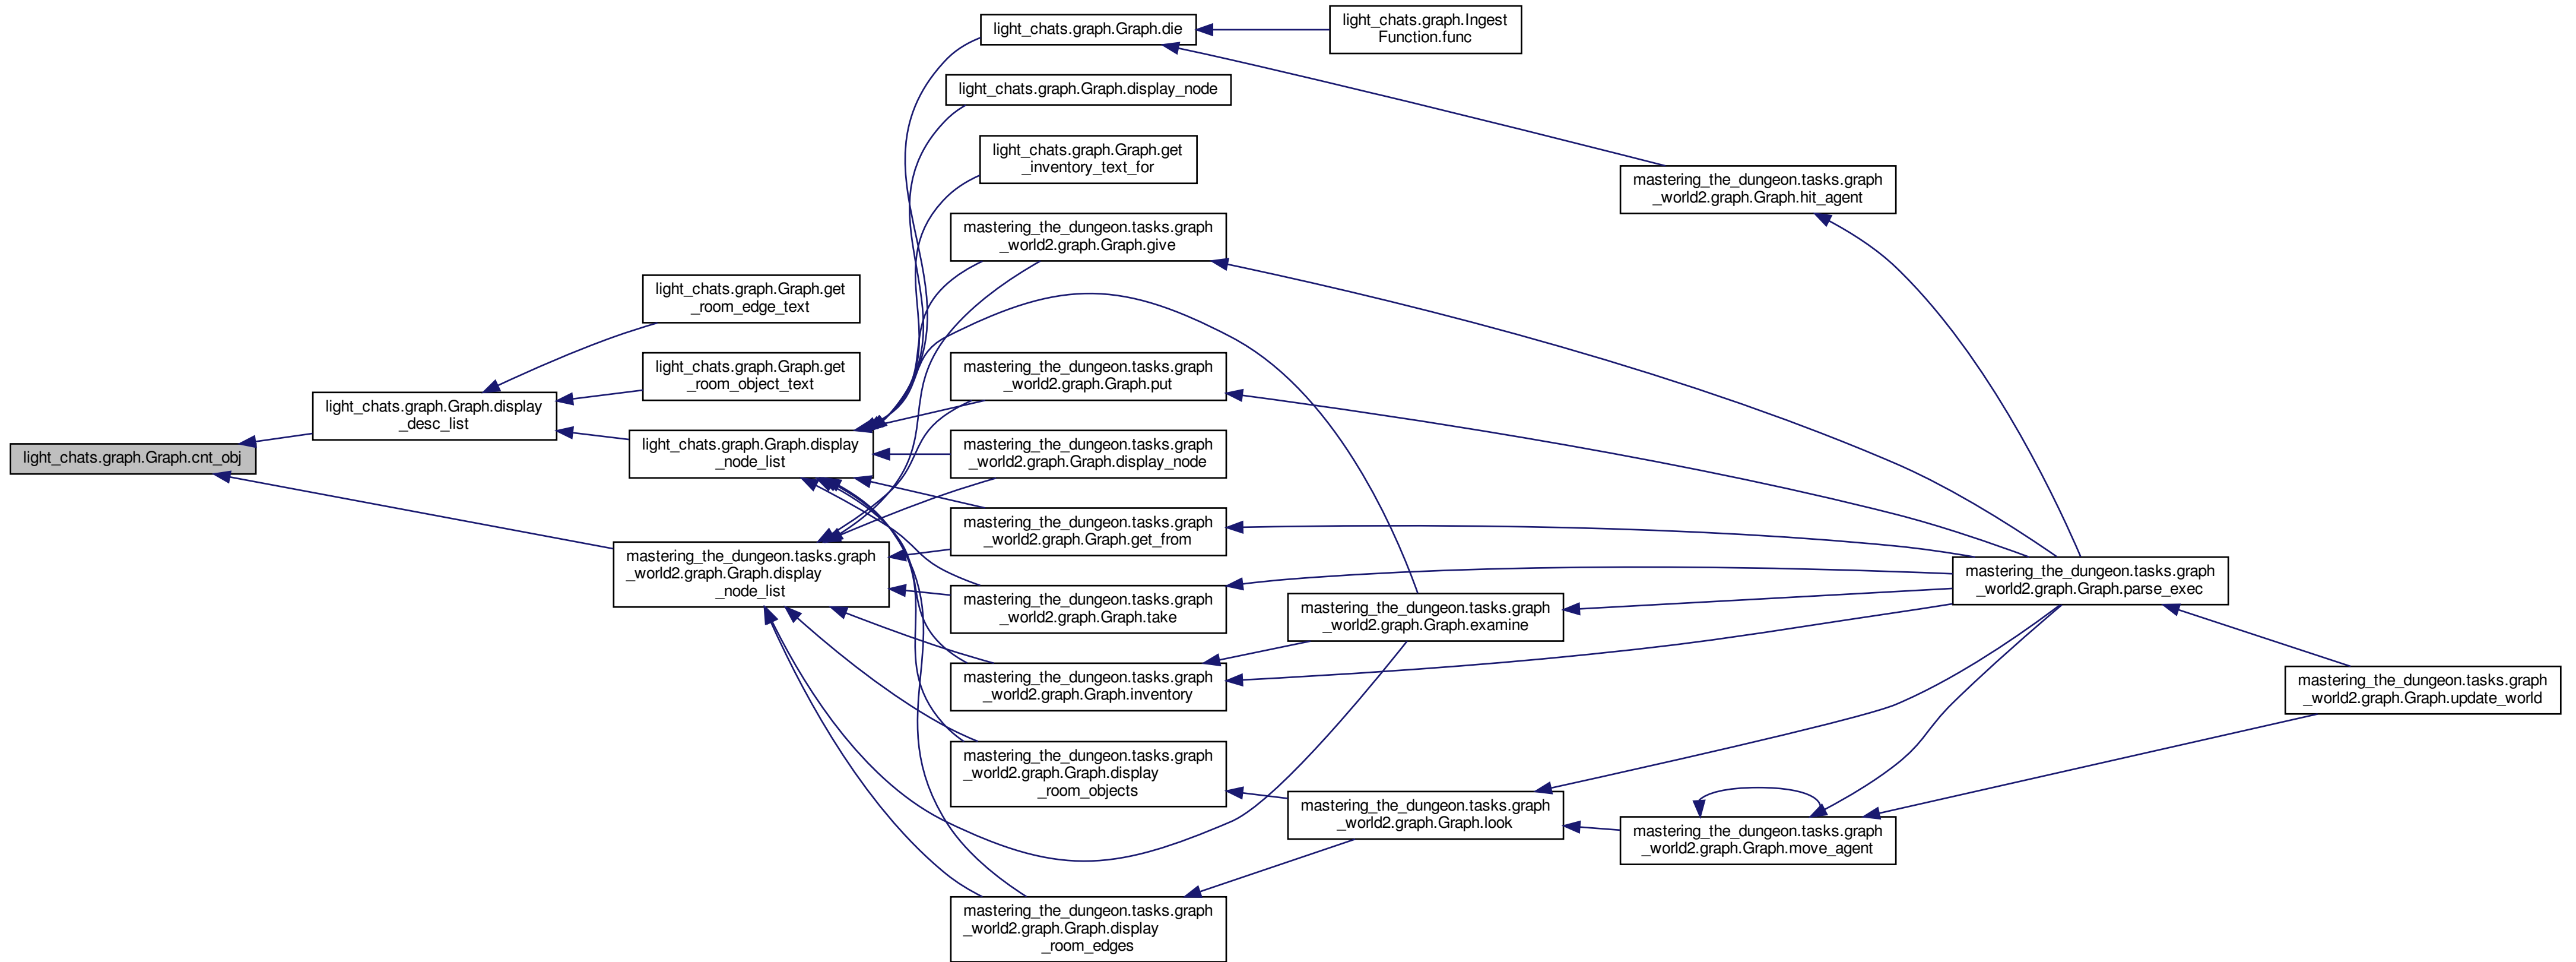 light_chats.graph.Graph.die
light_chats.graph.Ingest
Function.func
light_chats.graph.Graph.display_node
light_chats.graph.Graph.get
_inventory_text_for
mastering_the_dungeon.tasks.graph
_world2.graph.Graph.hit_agent
mastering_the_dungeon.tasks.graph
_world2.graph.Graph.give
light_chats.graph.Graph.get
_room_edge_text
light_chats.graph.Graph.get
_room_object_text
mastering_the_dungeon.tasks.graph
_world2.graph.Graph.put
light_chats.graph.Graph.display
_desc_list
light_chats.graph.Graph.cnt_obj
light_chats.graph.Graph.display
_node_list
mastering_the_dungeon.tasks.graph
_world2.graph.Graph.display_node
mastering_the_dungeon.tasks.graph
_world2.graph.Graph.get_from
mastering_the_dungeon.tasks.graph
_world2.graph.Graph.display
_node_list
mastering_the_dungeon.tasks.graph
_world2.graph.Graph.take
mastering_the_dungeon.tasks.graph
_world2.graph.Graph.examine
mastering_the_dungeon.tasks.graph
_world2.graph.Graph.parse_exec
mastering_the_dungeon.tasks.graph
_world2.graph.Graph.inventory
mastering_the_dungeon.tasks.graph
_world2.graph.Graph.update_world
mastering_the_dungeon.tasks.graph
_world2.graph.Graph.display
_room_objects
mastering_the_dungeon.tasks.graph
_world2.graph.Graph.look
mastering_the_dungeon.tasks.graph
_world2.graph.Graph.move_agent
mastering_the_dungeon.tasks.graph
_world2.graph.Graph.display
_room_edges